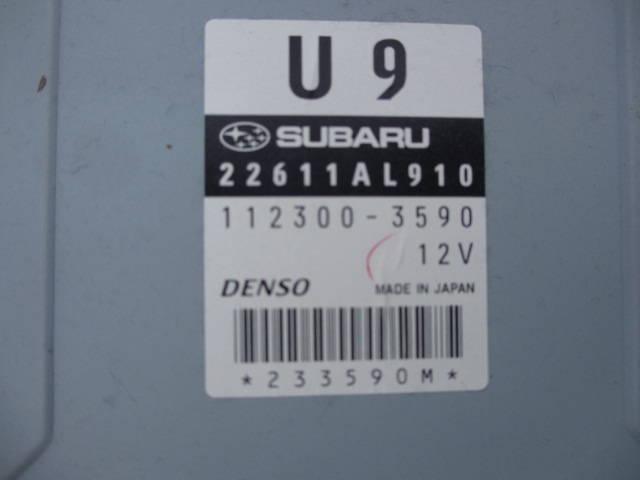 U 9
SUBARU
22611AL910
112300-3590
12V
DENSO MADE IN JAPAN
*233590M*